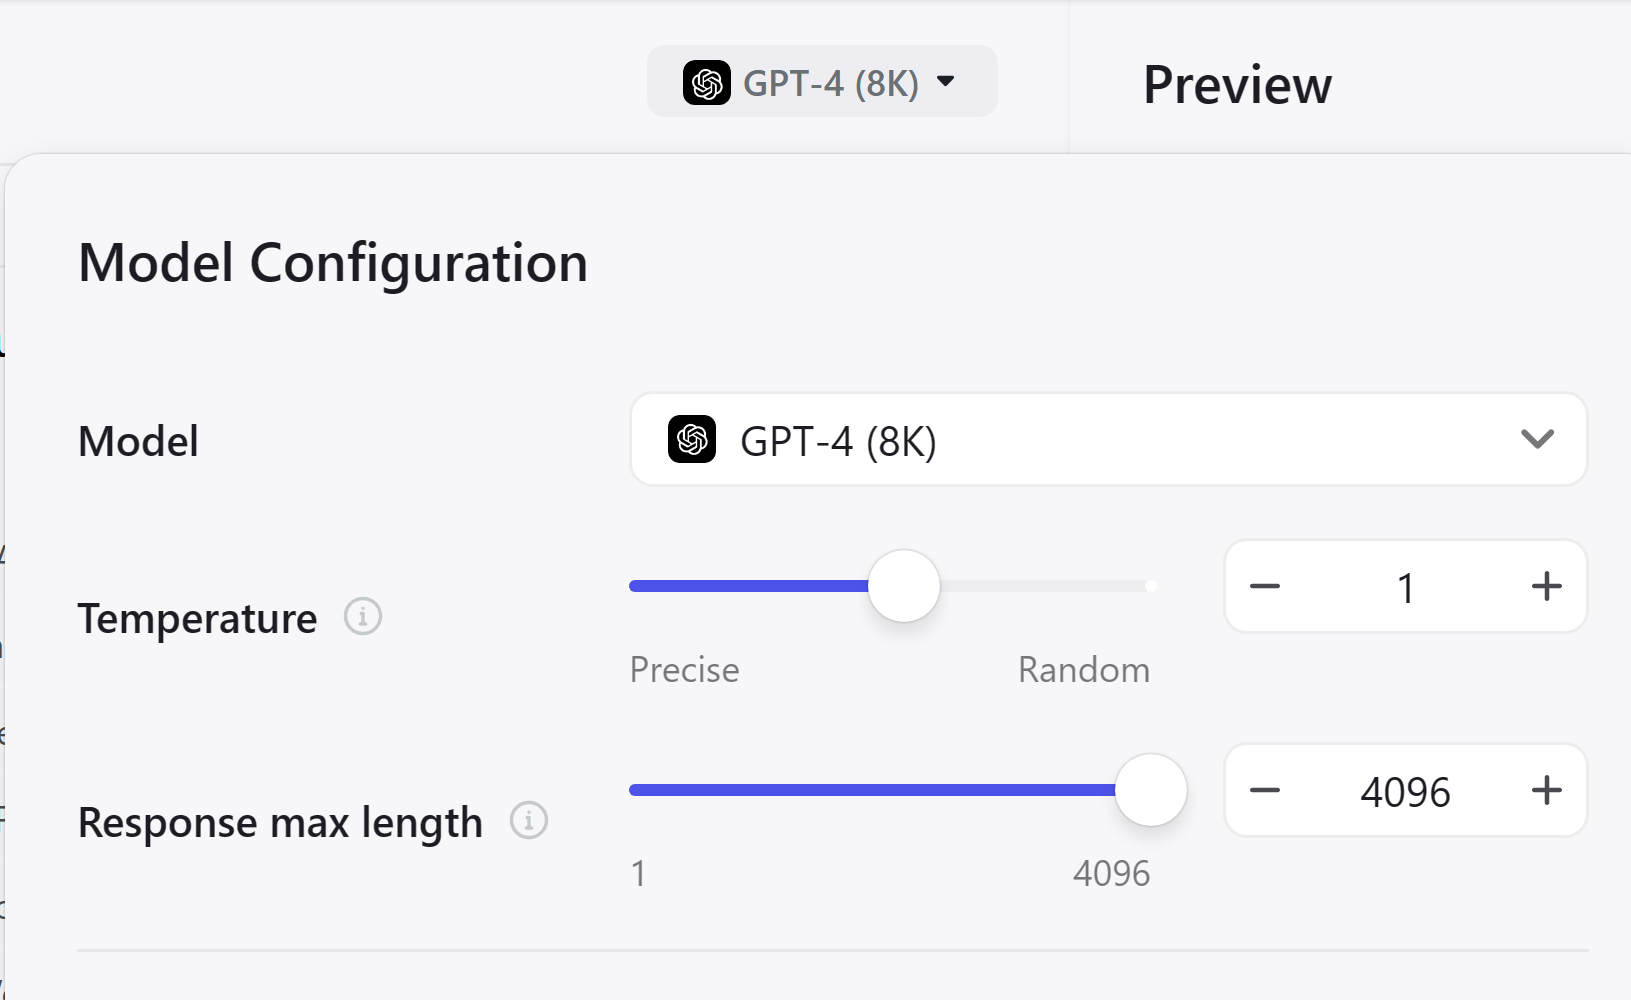 GPT-4 (8K)
Preview
Model Configuration
Model
GPT-4 (8K)
Temperature
1
Precise
Random
Response max length
4096
1
4096